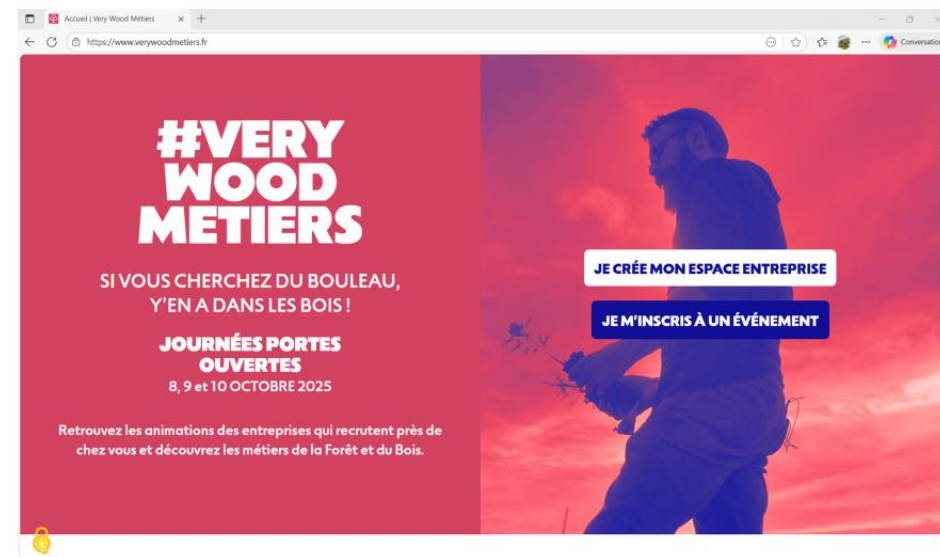 Accueil | Very Wood Métiers
https://www.verywoodmetiers.fr
Conversation
#VERY
WOOD
METIERS
SI VOUS CHERCHEZ DU BOULEAU,
Y'EN A DANS LES BOIS !
JOURNÉES PORTES
OUVERTES
8, 9 et 10 OCTOBRE 2025
Retrouvez les animations des entreprises qui recrutent près de
chez vous et découvrez les métiers de la Forêt et du Bois.
JE CRÉE MON ESPACE ENTREPRISE
JE M'INSCRIS À UN ÉVÉNEMENT